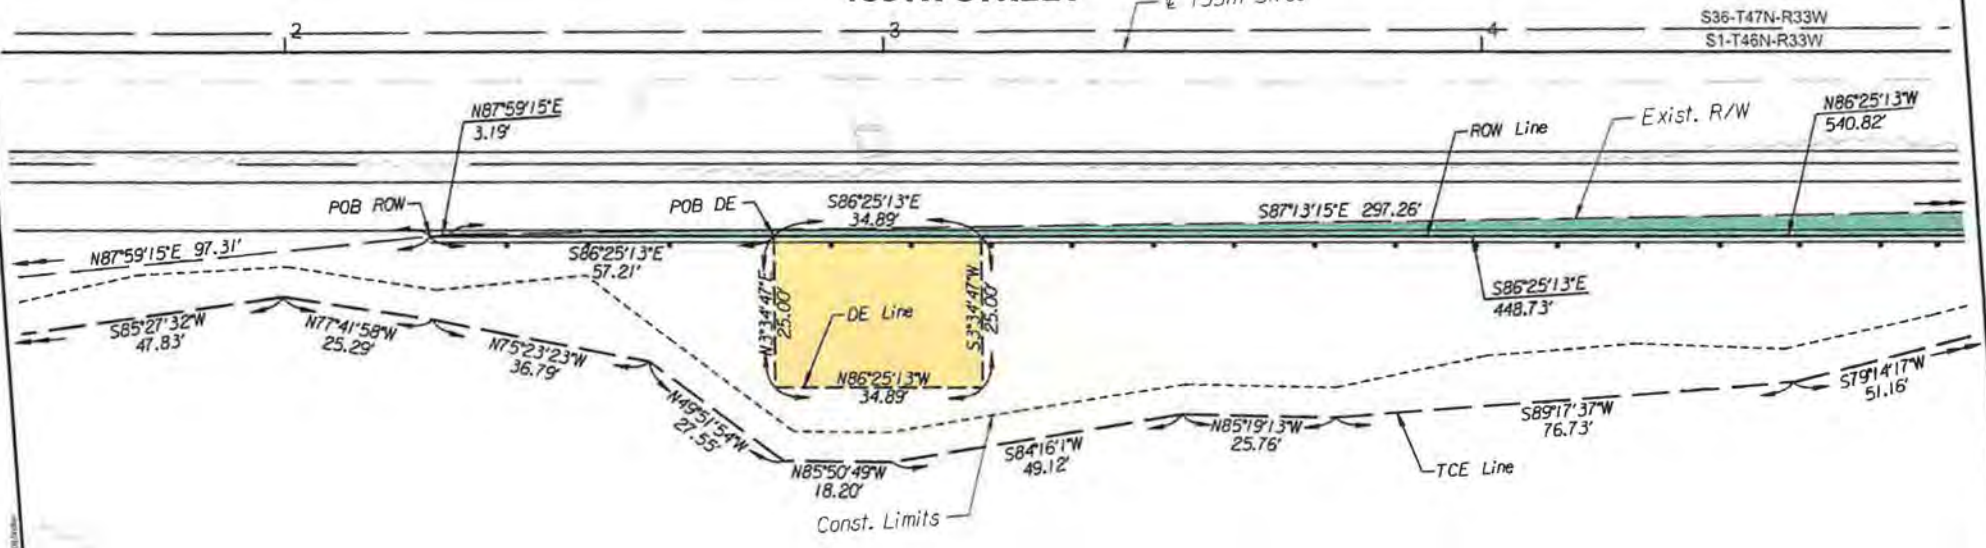 S36-T47N-R33W
S1-T46N-R33W
2
3
4
N87°59'15"E
3.19'
N86°25'13"W
540.82'
Exist. R/W
ROW Line
POB ROW
POB DE
S86°25'13"E
34.89'
S87°13'15"E 297.26'
N87°59'15"E 97.31'
S86°25'13"E
57.21'
N3°34'47"E
25.00'
S3°34'47"W
25.00'
DE Line
N86°25'13"W
34.89'
S86°25'13"E
448.73'
S85°27'32"W
47.83'
N77°41'58"W
25.29'
N75°23'23"W
36.79'
N49°51'54"W
27.55'
N85°50'49"W
18.20'
S84°16'1"W
49.12'
N85°19'13"W
25.76'
S89°17'37"W
76.73'
S79°14'17"W
51.16'
TCE Line
Const. Limits